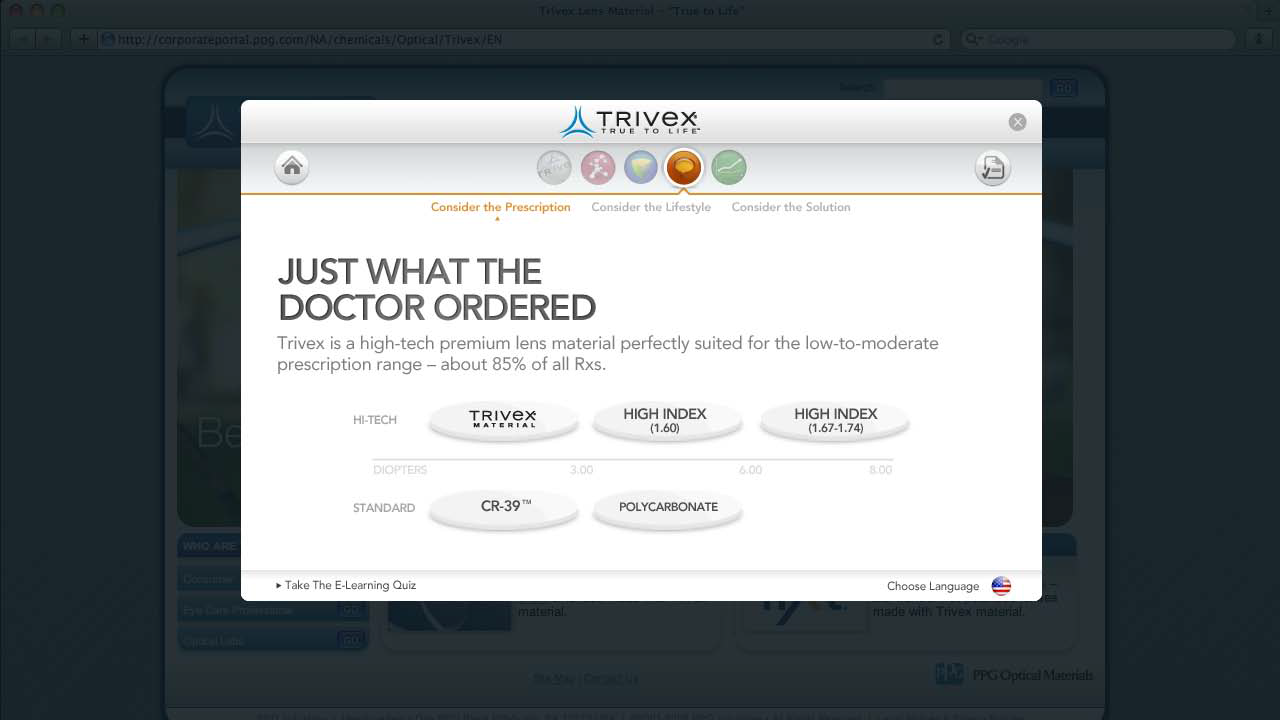 Trivex Lens Material – "True to Life"
http://corporateportal.ppg.com/NA/chemicals/Optical/Trivex/EN
Google
Search
GO
TRIVEX
TRUE TO LIFE™
Consider the Prescription Consider the Lifestyle Consider the Solution
JUST WHAT THE
DOCTOR ORDERED
Trivex is a high-tech premium lens material perfectly suited for the low-to-moderate
prescription range – about 85% of all Rxs.
HI-TECH
TRIVEX
MATERIAL
HIGH INDEX
(1.60)
HIGH INDEX
(1.67-1.74)
DIOPTERS 3.00 6.00 8.00
STANDARD CR-39™ POLYCARBONATE
Be
WHO ARE
Consumer
Eye Care Professional GO
Optical Labs GO
Take The E-Learning Quiz
Choose Language
material.
made with Trivex material.
Site Map | Contact Us
PPG PPG Optical Materials